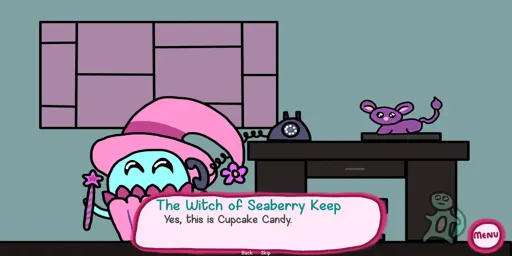 The Witch of Seaberry Keep
Yes, this is Cupcake Candy.
MENU
Back Skip